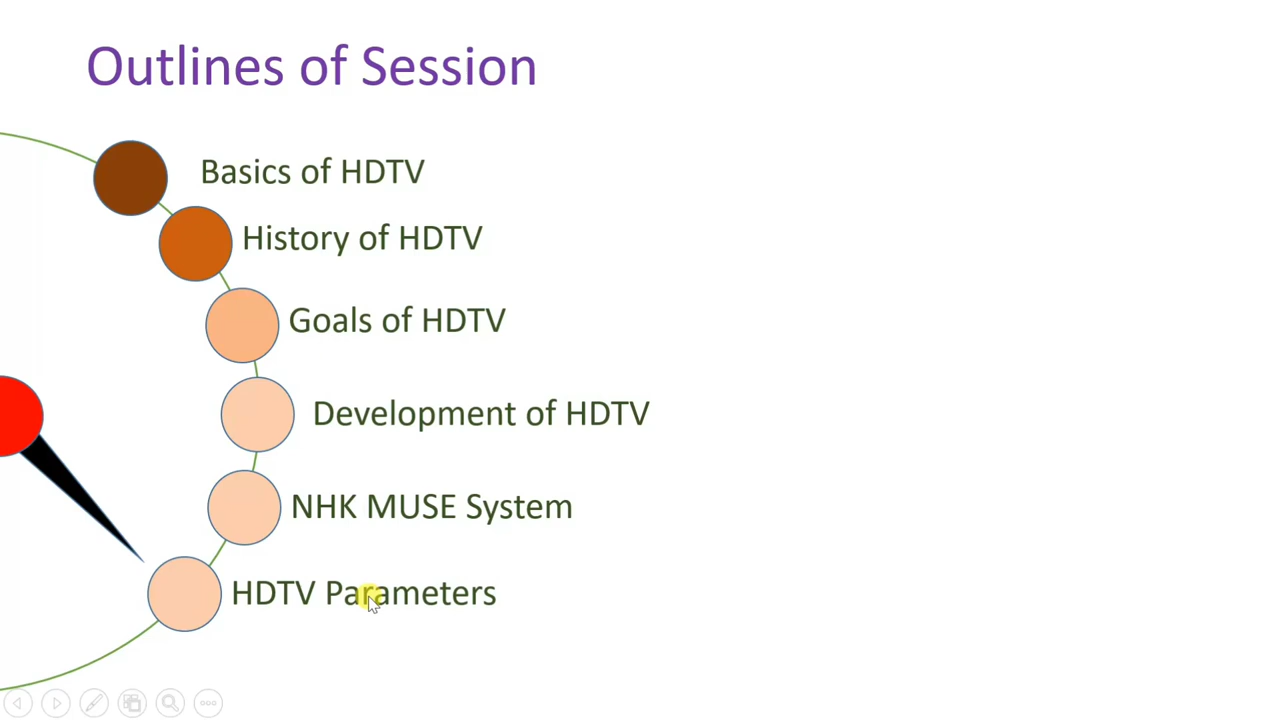 Outlines of Session
Basics of HDTV
History of HDTV
Goals of HDTV
Development of HDTV
NHK MUSE System
HDTV Parameters